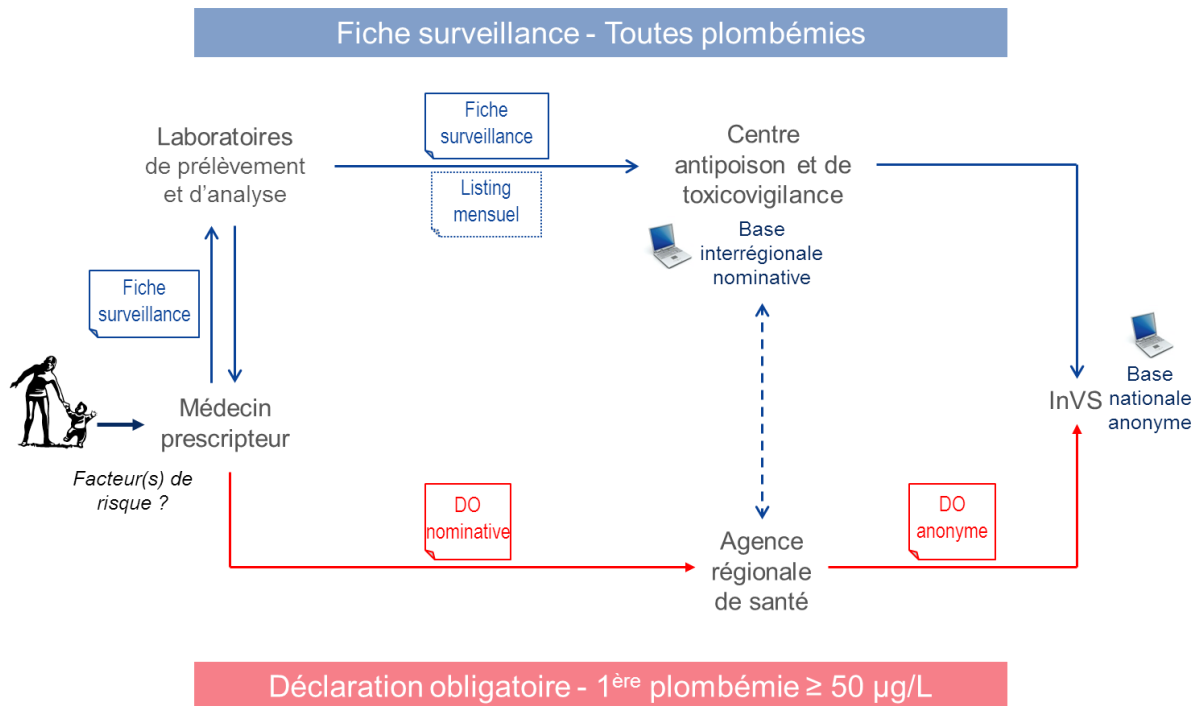 Fiche surveillance - Toutes plombémies
Fiche
surveillance
Laboratoires
de prélèvement
et d'analyse
Centre
antipoison et de
toxicovigilance
Listing
mensuel
Base
interrégionale
nominative
Fiche
surveillance
Médecin
prescripteur
InVS
Base
nationale
anonyme
Facteur(s) de
risque ?
DO
nominative
DO
anonyme
Agence
régionale
de santé
Déclaration obligatoire - 1ère plombémie ≥ 50 µg/L